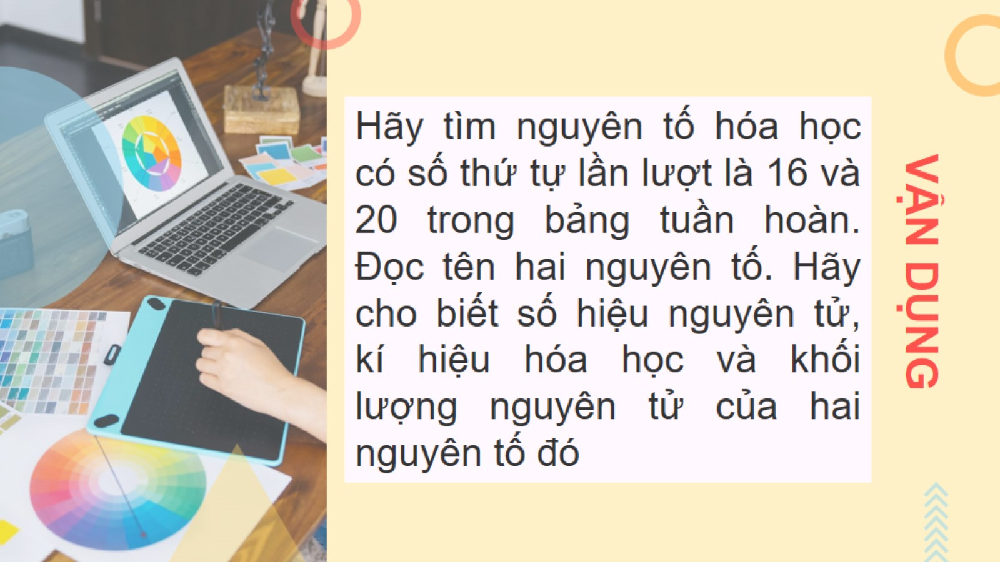 Hãy tìm nguyên tố hóa học
có số thứ tự lần lượt là 16 và
20 trong bảng tuần hoàn.
Đọc tên hai nguyên tố. Hãy
cho biết số hiệu nguyên tử,
kí hiệu hóa học và khối
lượng nguyên tử của hai
nguyên tố đó
VẬN DỤNG